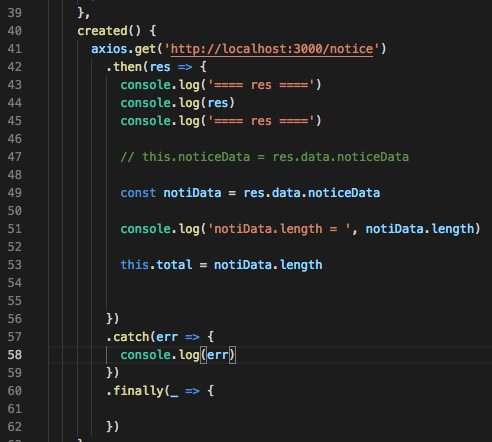 39 },
40 created() {
41 axios.get('http://localhost:3000/notice')
42 .then(res => {
43 console.log('==== res ====')
44 console.log(res)
45 console.log('==== res ====')
46
47 // this.noticeData = res.data.noticeData
48
49 const notiData = res.data.noticeData
50
51 console.log('notiData.length = ', notiData.length)
52
53 this.total = notiData.length
54
55
56 })
57 .catch(err => {
58 console.log(err)
59 })
60 .finally(_ => {
61
62 })